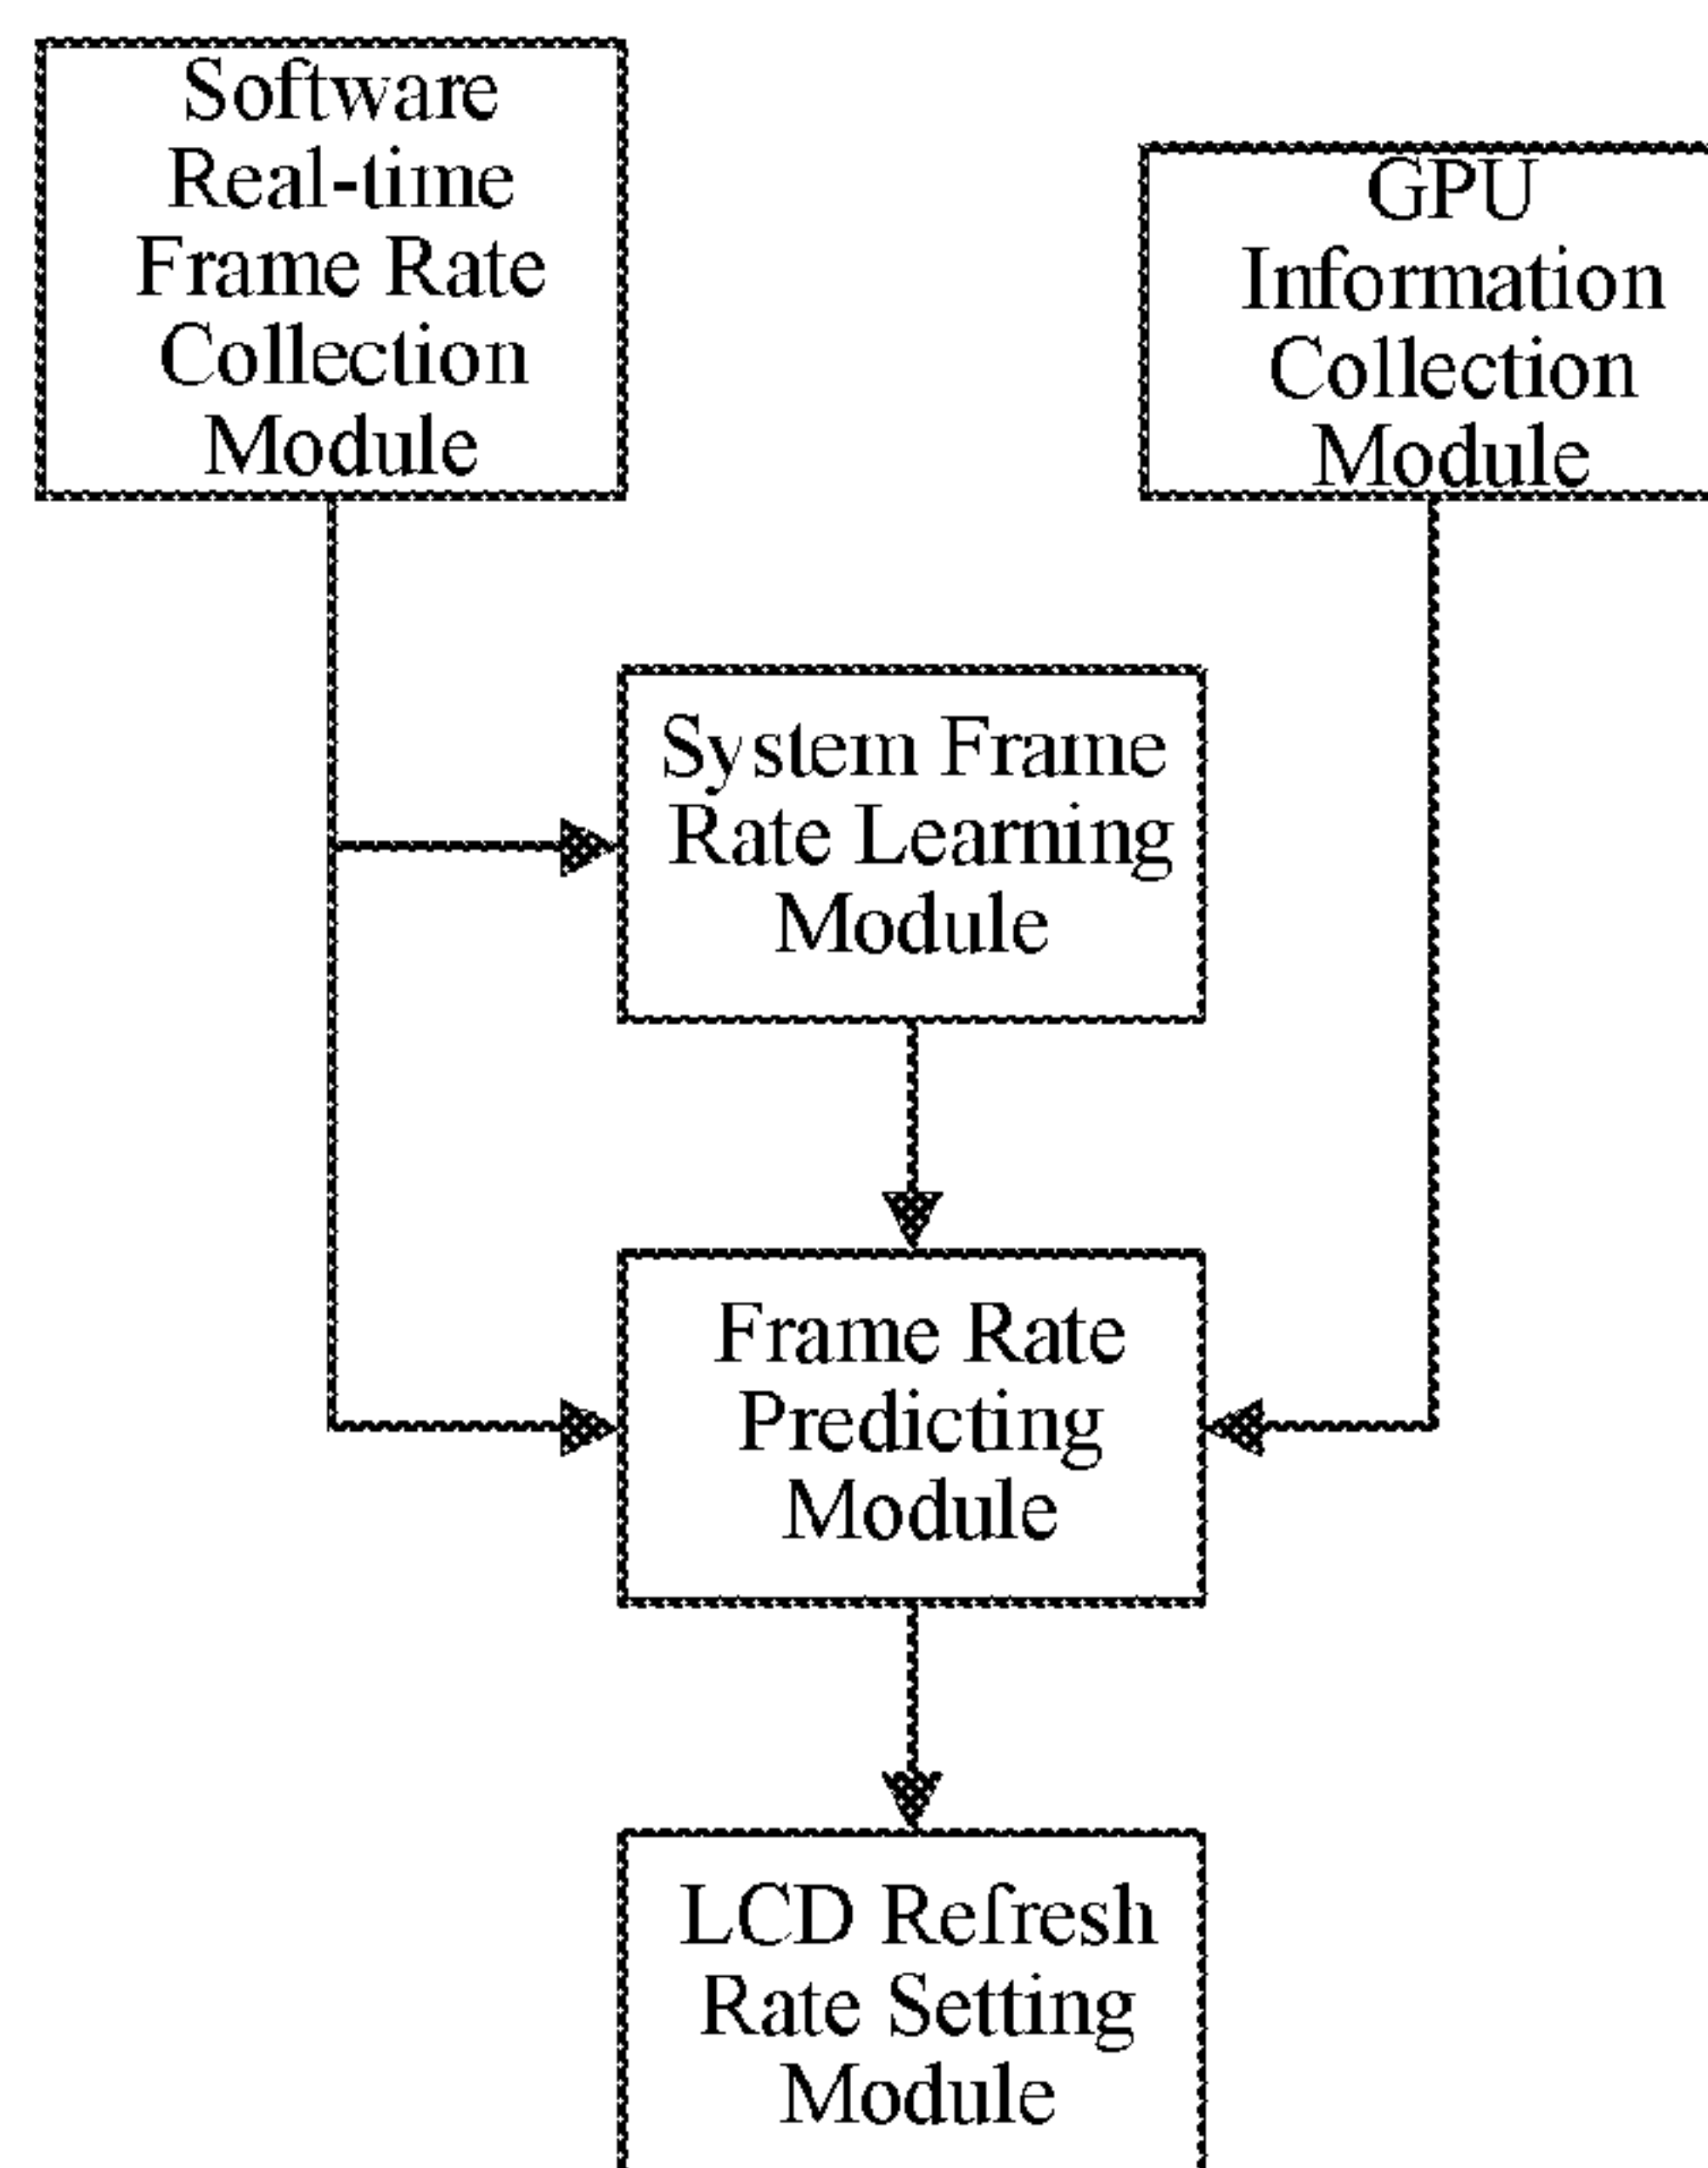 Software
Real-time
Frame Rate
Collection
Module
GPU
Information
Collection
Module
System Frame
Rate Learning
Module
Frame Rate
Predicting
Module
LCD Refresh
Rate Setting
Module